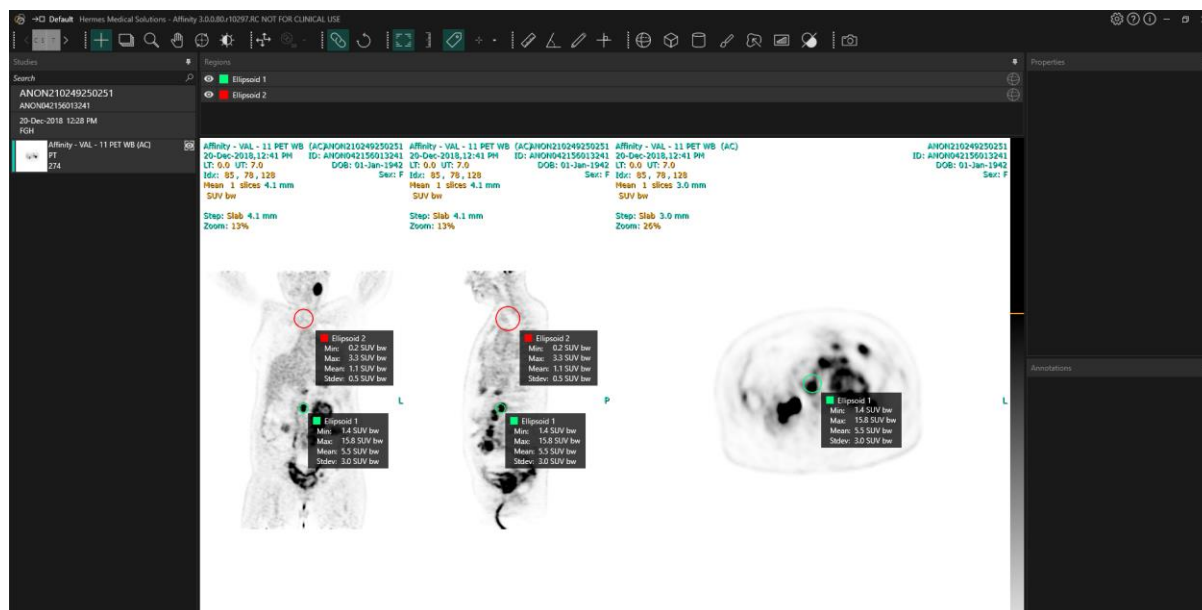 Default Hermes Medical Solutions - Affinity 3.0.0.80.r10297.RC NOT FOR CLINICAL USE
Studies
Search
ANON210249250251
ANON042156013241
20-Dec-2018 12:28 PM
FGH
Affinity - VAL - 11 PET WB (AC)
PT
274
Regions
Ellipsoid 1
Ellipsoid 2
Affinity - VAL - 11 PET WB (AC)
20-Dec-2018, 12:41 PM
LT: 0.0 UT: 7.0
Idx: 85 , 78 , 128
Mean 1 slices 4.1 mm
SUV bw
Step: Slab 4.1 mm
Zoom: 13%
ANON210249250251
ID: ANON042156013241
DOB: 01-Jan-1942
Sex: F
Ellipsoid 2
Min: 0.2 SUV bw
Max: 3.3 SUV bw
Mean: 1.1 SUV bw
Stdev: 0.5 SUV bw
L
Ellipsoid 1
Min: 1.4 SUV bw
Max: 15.8 SUV bw
Mean: 5.5 SUV bw
Stdev: 3.0 SUV bw
Affinity - VAL - 11 PET WB (AC)
20-Dec-2018, 12:41 PM
LT: 0.0 UT: 7.0
Idx: 85 , 78 , 128
Mean 1 slices 4.1 mm
SUV bw
Step: Slab 4.1 mm
Zoom: 13%
ANON210249250251
ID: ANON042156013241
DOB: 01-Jan-1942
Sex: F
Ellipsoid 2
Min: 0.2 SUV bw
Max: 3.3 SUV bw
Mean: 1.1 SUV bw
Stdev: 0.5 SUV bw
P
Ellipsoid 1
Min: 1.4 SUV bw
Max: 15.8 SUV bw
Mean: 5.5 SUV bw
Stdev: 3.0 SUV bw
Affinity - VAL - 11 PET WB (AC)
20-Dec-2018, 12:41 PM
LT: 0.0 UT: 7.0
Idx: 85 , 78 , 128
Mean 1 slices 3.0 mm
SUV bw
Step: Slab 3.0 mm
Zoom: 26%
ANON210249250251
ID: ANON042156013241
DOB: 01-Jan-1942
Sex: F
L
Ellipsoid 1
Min: 1.4 SUV bw
Max: 15.8 SUV bw
Mean: 5.5 SUV bw
Stdev: 3.0 SUV bw
Properties
Annotations